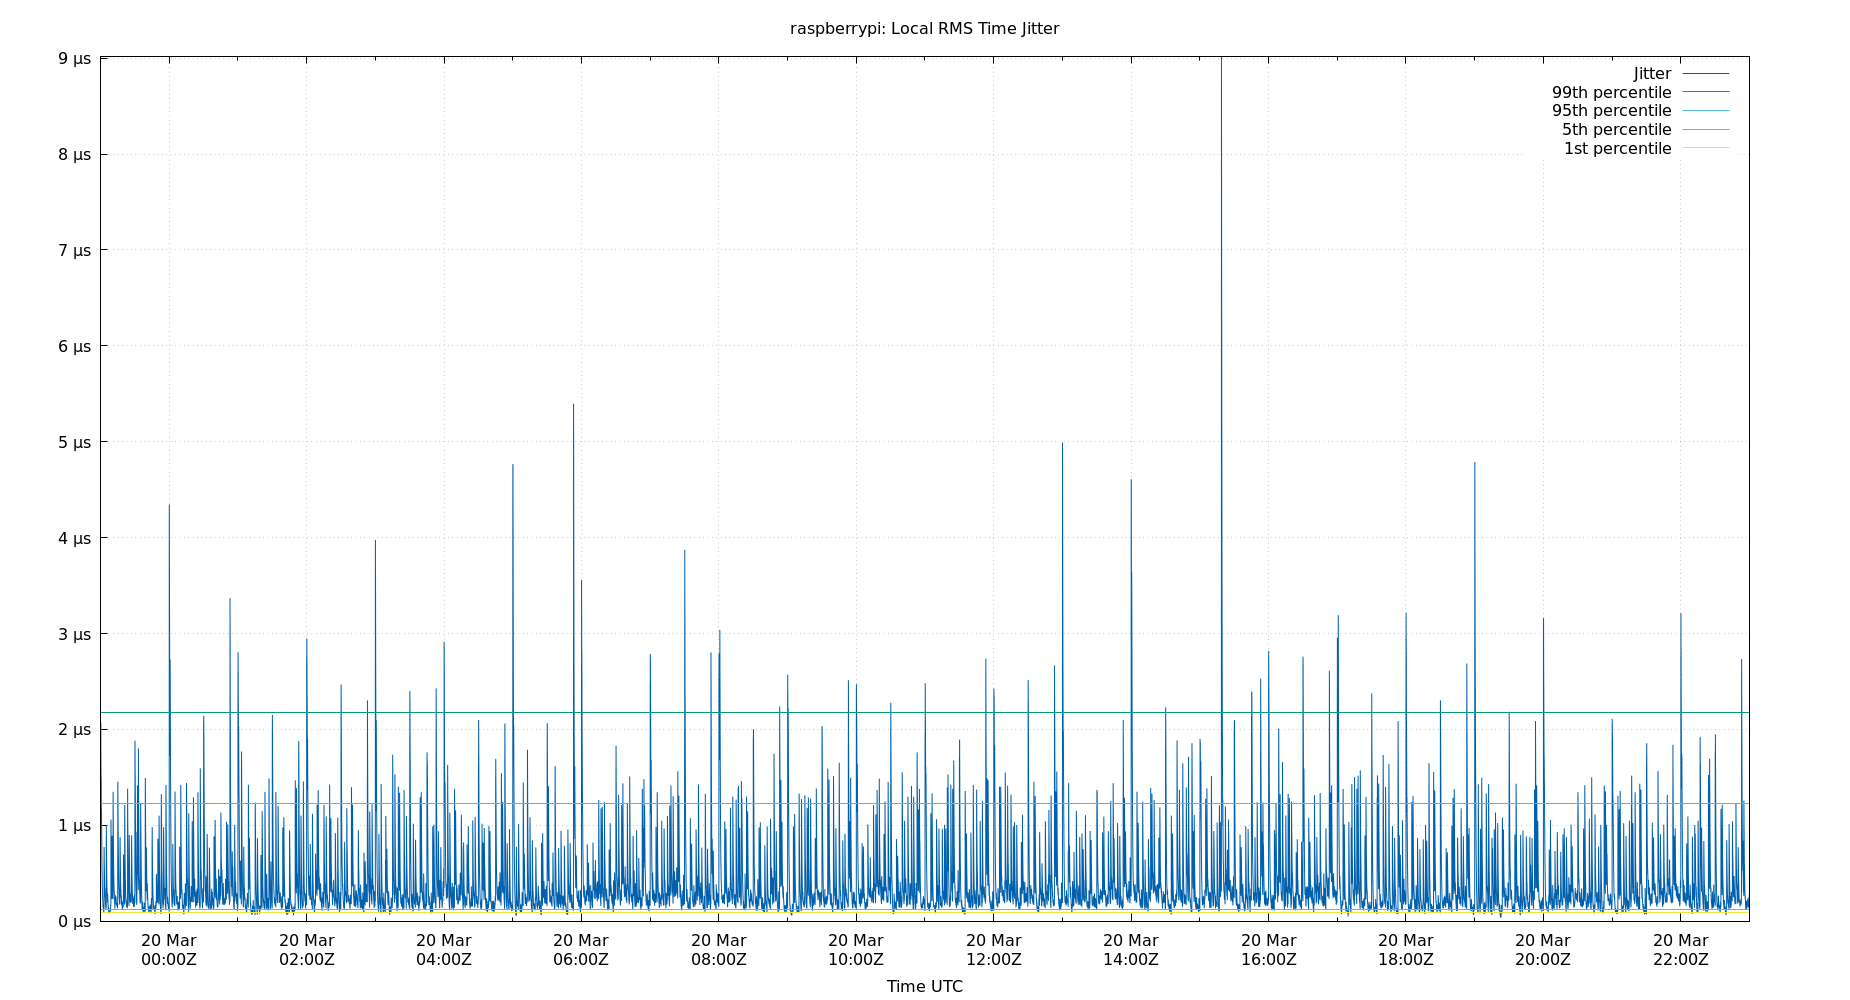 raspberrypi: Local RMS Time Jitter
9 μs
8 μs
7 μs
6 μs
5 μs
4 μs
3 μs
2 μs
1 μs
0 μs
Jitter
99th percentile
95th percentile
5th percentile
1st percentile
20 Mar
00:00Z
20 Mar
02:00Z
20 Mar
04:00Z
20 Mar
06:00Z
20 Mar
08:00Z
20 Mar
10:00Z
20 Mar
12:00Z
20 Mar
14:00Z
20 Mar
16:00Z
20 Mar
18:00Z
20 Mar
20:00Z
20 Mar
22:00Z
Time UTC